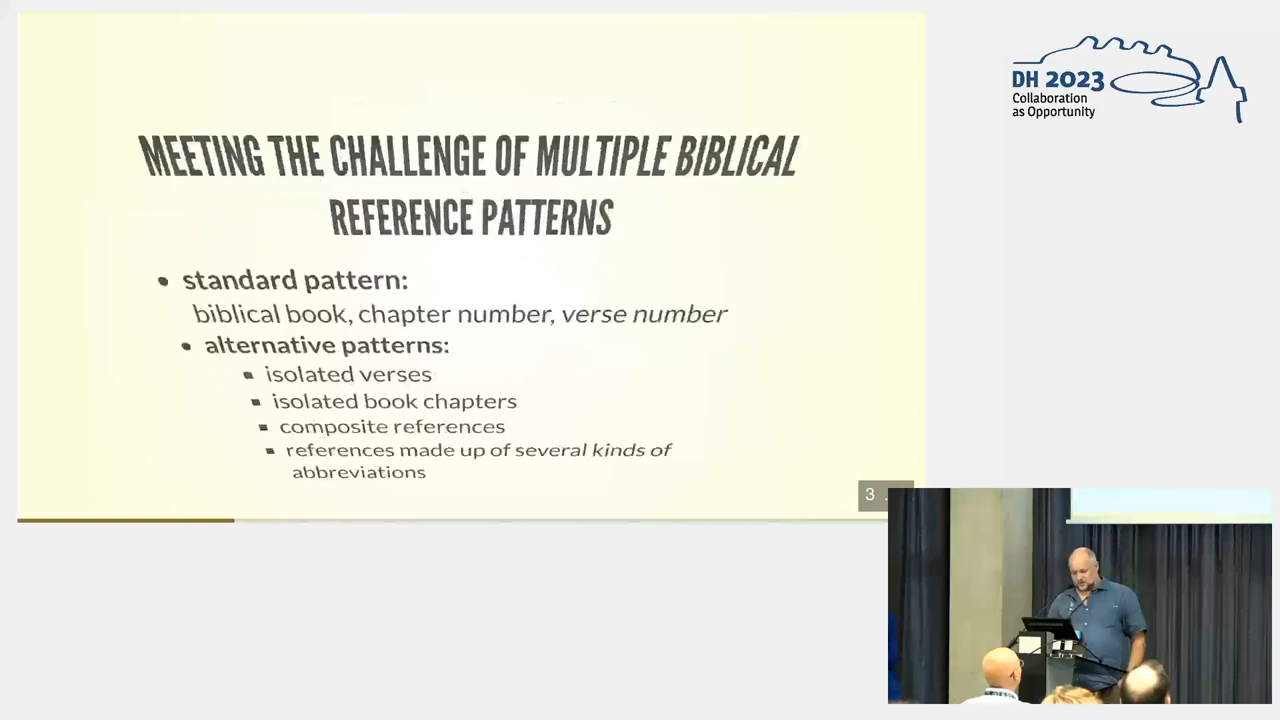 MEETING THE CHALLENGE OF MULTIPLE BIBLICAL
REFERENCE PATTERNS
• standard pattern:
biblical book, chapter number, verse number
• alternative patterns:
▪ isolated verses
▪ isolated book chapters
▪ composite references
▪ references made up of several kinds of
abbreviations
3 .
DH 2023
Collaboration
as Opportunity